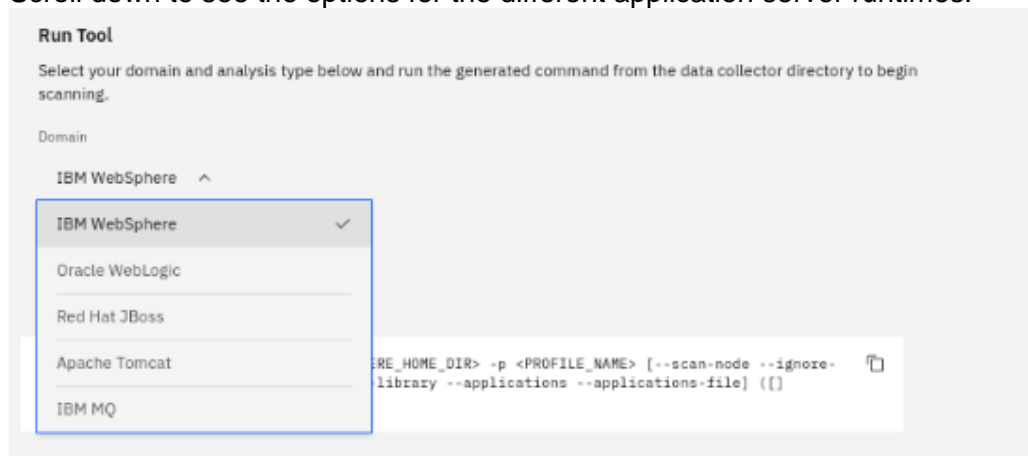 Scroll down to see the options for the different application server runtimes.
Run Tool
Select your domain and analysis type below and run the generated command from the data collector directory to begin
scanning.
Domain
IBM WebSphere
IBM WebSphere
Oracle WebLogic
Red Hat JBoss
Apache Tomcat
ERE_HOME_DIR> -p <PROFILE_NAME> [--scan-node --ignore-
-library --applications --applications-file] ([]
IBM MQ